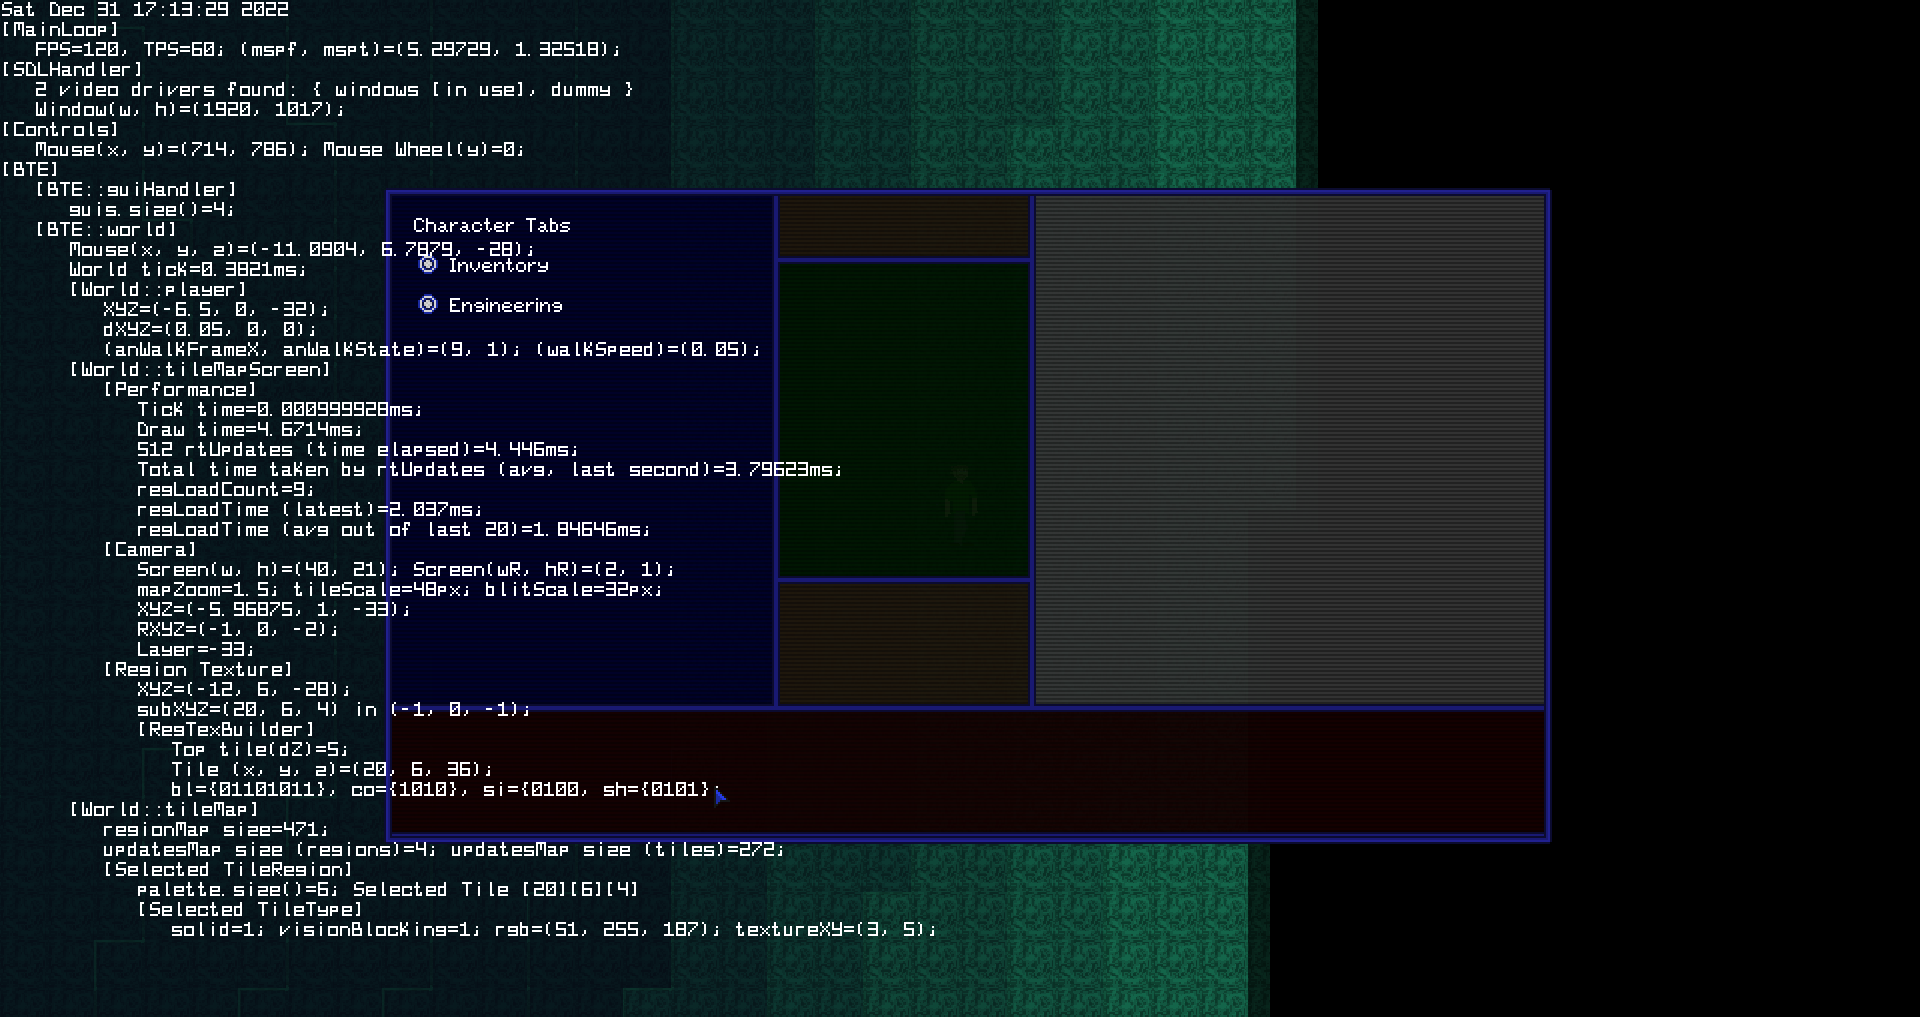 Sat Dec 31 17:13:29 2022
[MainLoop]
FPS=120, TPS=60; (mspf, mspt)=(5.29729, 1.32518);
[SDLHandler]
2 video drivers found: { windows [in use], dummy }
Window(w, h)=(1920, 1017);
[Controls]
Mouse(x, y)=(714, 786); Mouse Wheel(y)=0;
[BTE]
[BTE::guiHandler]
guis.size()=4;
Character Tabs
[BTE::world]
Mouse(x, y, z)=(-11.0904, 6.7879, -28);
World tick=0.3821ms;
Inventory
[World::player]
XYZ=(-6.5, 0, -32);
Engineering
dXYZ=(0.05, 0, 0);
(anWalkFrameX, anWalkState)=(9, 1); (walkSpeed)=(0.05);
[World::tileMapScreen]
[Performance]
Tick time=0.000999928ms;
Draw time=4.6714ms;
512 rtUpdates (time elapsed)=4.446ms;
Total time taken by rtUpdates (avg, last second)=3.79623ms;
regLoadCount=9;
regLoadTime (latest)=2.037ms;
regLoadTime (avg out of last 20)=1.84646ms;
[Camera]
Screen(w, h)=(40, 21); Screen(wR, hR)=(2, 1);
mapZoom=1.5; tileScale=48px; blitScale=32px;
XYZ=(-5.96875, 1, -33);
RXYZ=(-1, 0, -2);
Layer=-33;
[Region Texture]
XYZ=(-12, 6, -28);
subXYZ=(20, 6, 4) in (-1, 0, -1);
[RegTexBuilder]
Top tile(dZ)=5;
Tile (x, y, z)=(20, 6, 36);
bl={01101011}, co={1010}, si={0100, sh={0101};
[World::tileMap]
regionMap size=471;
updatesMap size (regions)=4; updatesMap size (tiles)=272;
[Selected TileRegion]
palette.size()=6; Selected Tile [20][6][4]
[Selected TileType]
solid=1; visionBlocking=1; rgb=(51, 255, 187); textureXY=(3, 5);